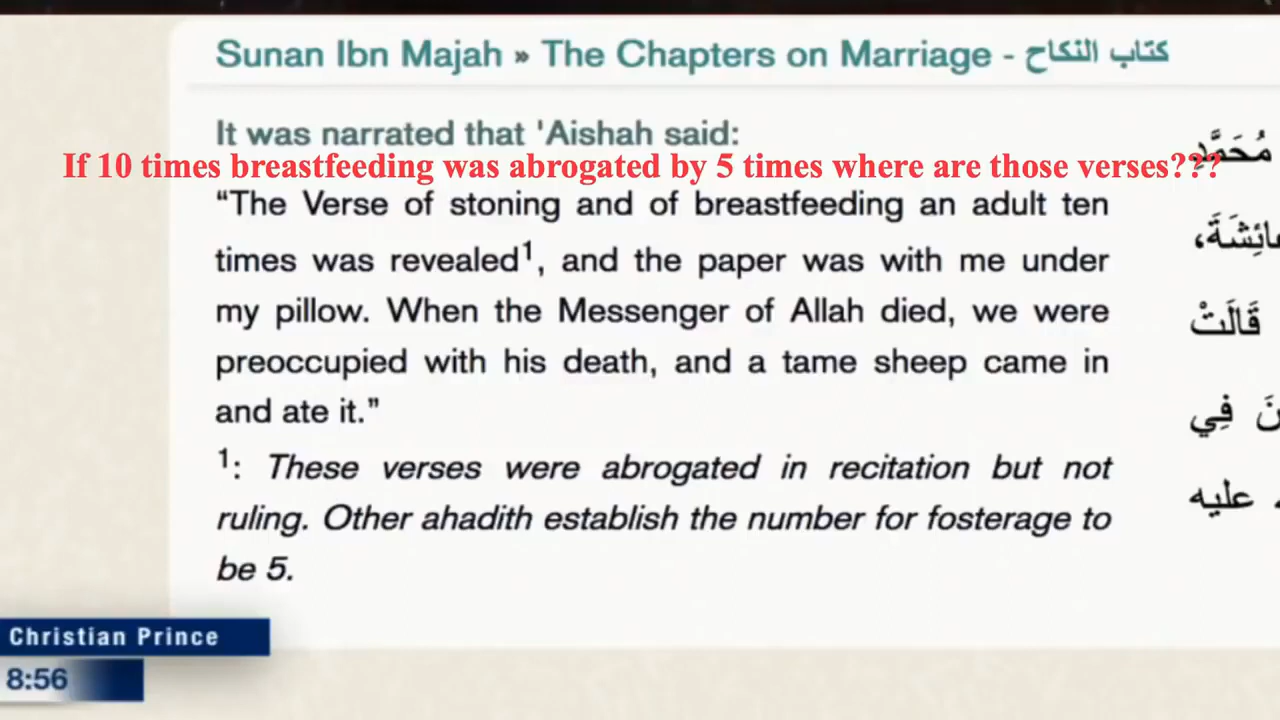 Sunan Ibn Majah » The Chapters on Marriage - كتاب النكاح
It was narrated that 'Aishah said:
If 10 times breastfeeding was abrogated by 5 times where are those verses???
“The Verse of stoning and of breastfeeding an adult ten
times was revealed¹, and the paper was with me under
my pillow. When the Messenger of Allah died, we were
preoccupied with his death, and a tame sheep came in
and ate it.”
¹: These verses were abrogated in recitation but not
ruling. Other ahadith establish the number for fosterage to
be 5.
قَالَتْ
فِي
عليه
Christian Prince
8:56